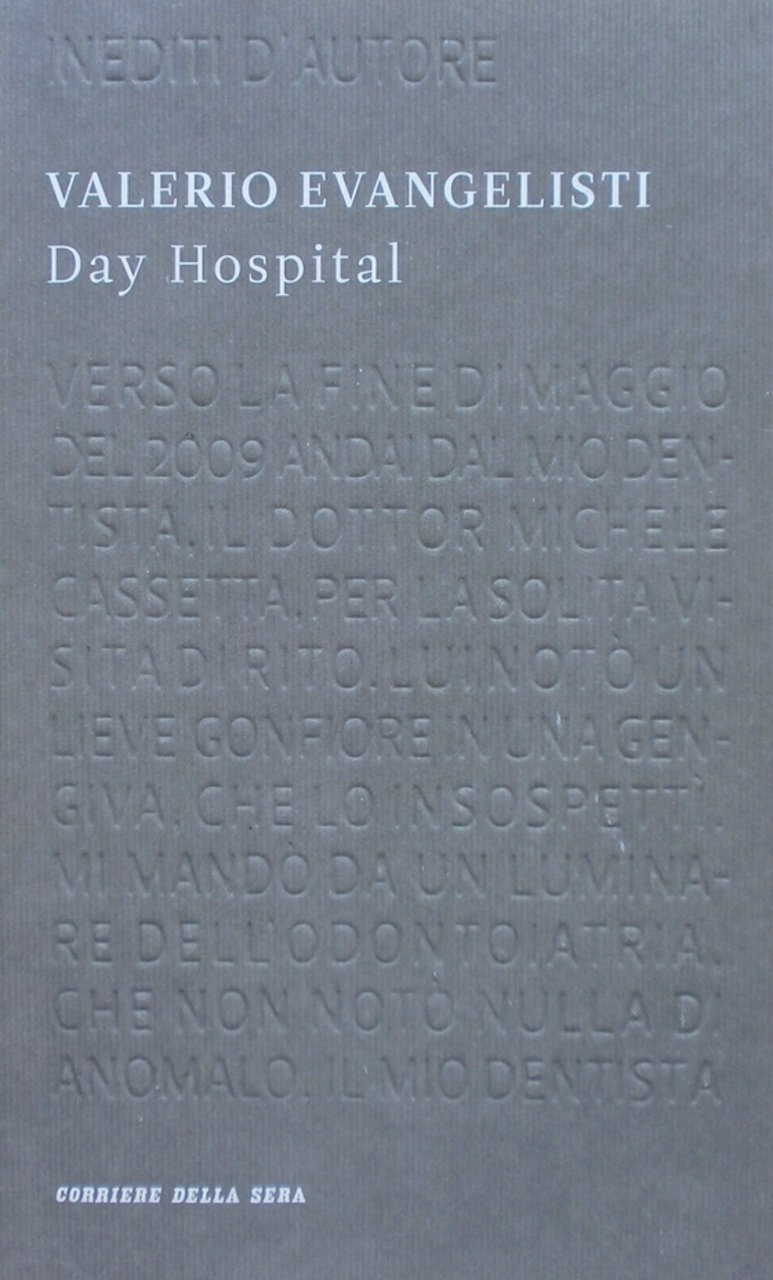 INEDITI D'AUTORE
VALERIO EVANGELISTI
Day Hospital
VERSO LA FINE DI MAGGIO
DEL 2009 ANDAI DAL MIO DEN-
TISTA, IL DOTTOR MICHELE
CASSETTA, PER LA SOLITA VI-
SITA DI RITO. LUI NOTÒ UN
LIEVE GONFIORE IN UNA GEN-
GIVA, CHE LO INSOSPETTÌ.
MI MANDÒ DA UN LUMINA-
RE DELL'ODONTOIATRIA,
CHE NON NOTÒ NULLA DI
ANOMALO. IL MIO DENTISTA
CORRIERE DELLA SERA